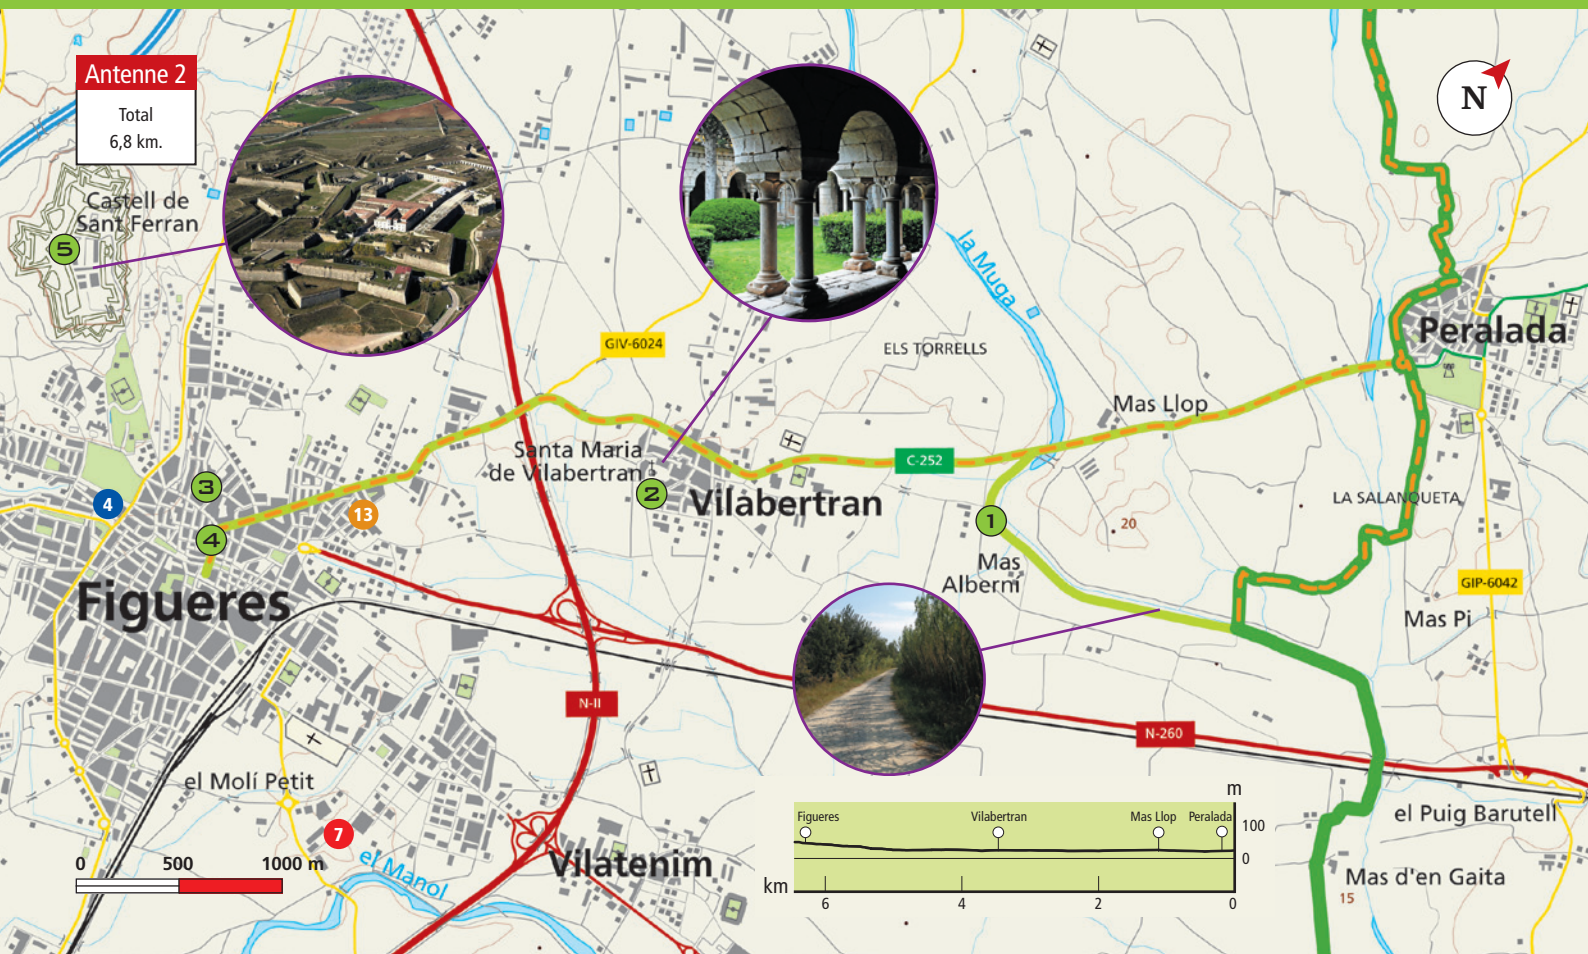 Antenne 2
Total
6,8 km.
N
Castell de
Sant Ferran
5
la Muga
Peralada
GIV-6024
ELS TORRELLS
Mas Llop
Santa Maria
de Vilabertran
C-252
3
4
13
2
Vilabertran
LA SALANQUETA
1
20
4
Mas
Alberni
GIP-6042
Figueres
Mas Pi
N-II
N-260
el Molí Petit
el Puig Barutell
7
0 500 1000 m
el Manol
Vilatenim
Mas d'en Gaita
15
m
Figueres Vilabertran Mas Llop Peralada
100
0
km
6 4 2 0